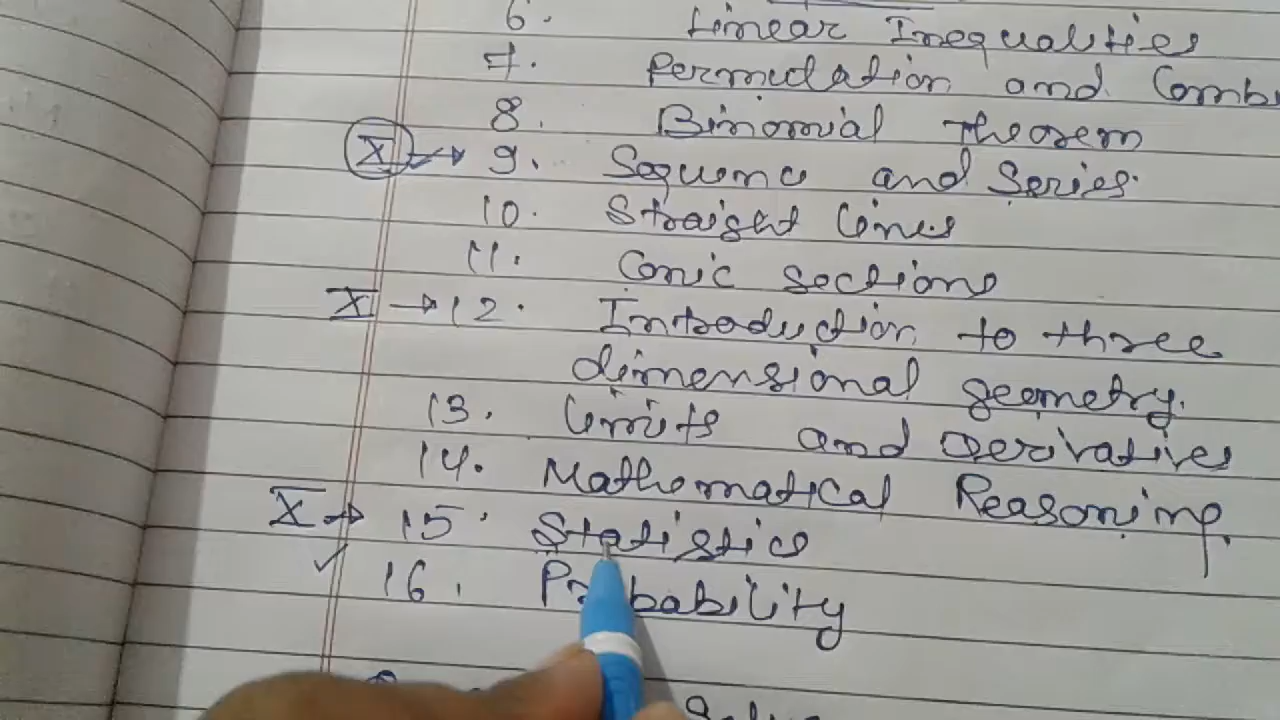 6. Linear Inequalities
7. Permutation and Comb
8. Binomial Theorem
X → 9. Sequence and Series.
10. Straight Lines
11. Conic sections
X → 12. Introduction to three
dimensional geometry.
13. Limits and Derivatives
14. Mathematical Reasoning
X → 15. Statistics
✓ 16. Probability